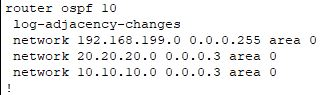 router ospf 10
log-adjacency-changes
network 192.168.199.0 0.0.0.255 area 0
network 20.20.20.0 0.0.0.3 area 0
network 10.10.10.0 0.0.0.3 area 0
!